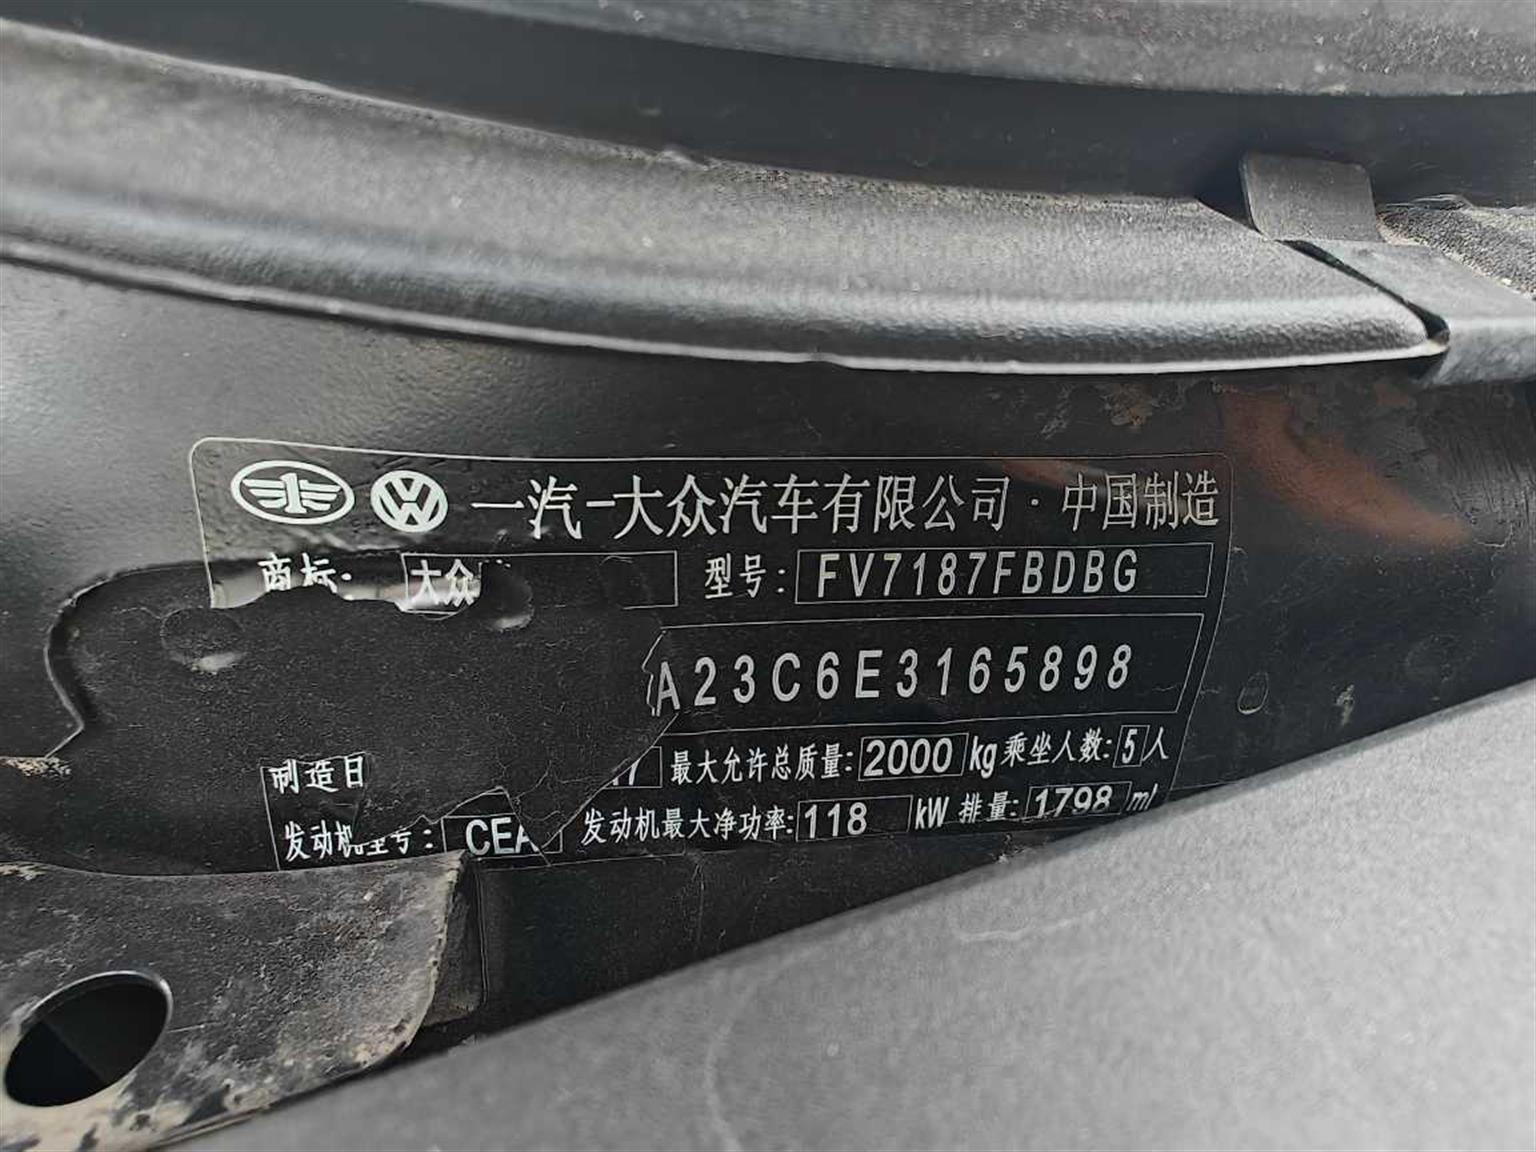 一汽-大众汽车有限公司·中国制造
商标: 大众 型号: FV7187FBDBG
A23C6E3165898
制造日 最大允许总质量: 2000 kg 乘坐人数: 5 人
发动机型号: CEA 发动机最大净功率: 118 kW 排量: 1798 ml